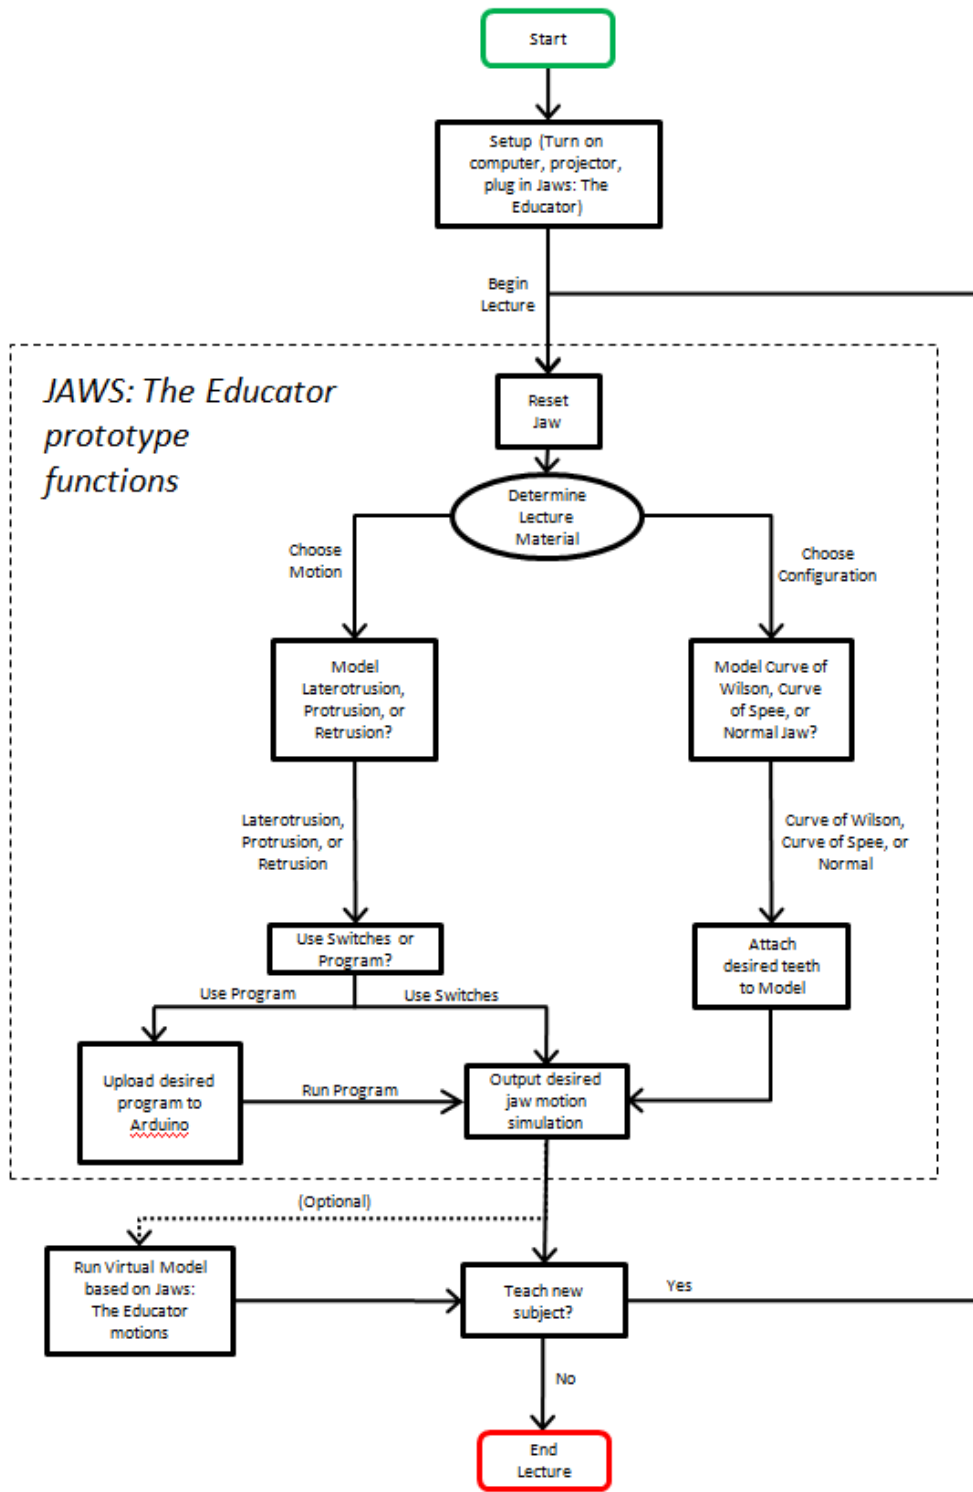 Start
Setup (Turn on
computer, projector,
plug in Jaws: The
Educator)
Begin
Lecture
JAWS: The Educator
prototype
functions
Reset
Jaw
Determine
Lecture
Material
Choose
Motion
Choose
Configuration
Model
Laterotrusion,
Protrusion, or
Retrusion?
Model Curve of
Wilson, Curve
of Spee, or
Normal Jaw?
Laterotrusion,
Protrusion, or
Retrusion
Curve of Wilson,
Curve of Spee, or
Normal
Use Switches or
Program?
Attach
desired teeth
to Model
Use Program
Use Switches
Upload desired
program to
Arduino
Run Program
Output desired
jaw motion
simulation
(Optional)
Run Virtual Model
based on Jaws:
The Educator
motions
Teach new
subject?
Yes
No
End
Lecture